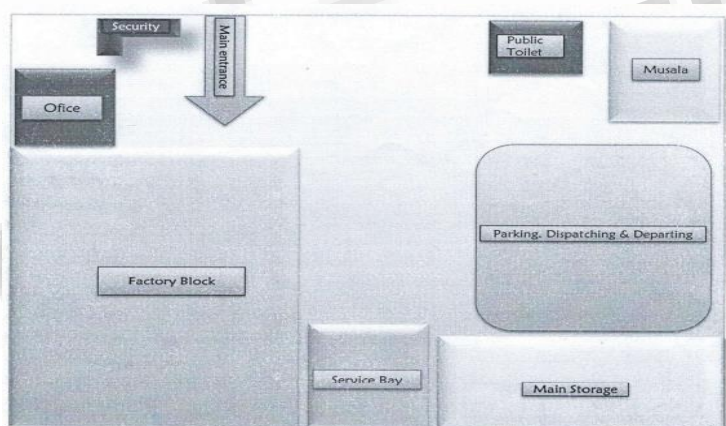 Security
Main entrance
Public
Toilet
Musala
Ofice
Parking, Dispatching & Departing
Factory Block
Service Bay
Main Storage